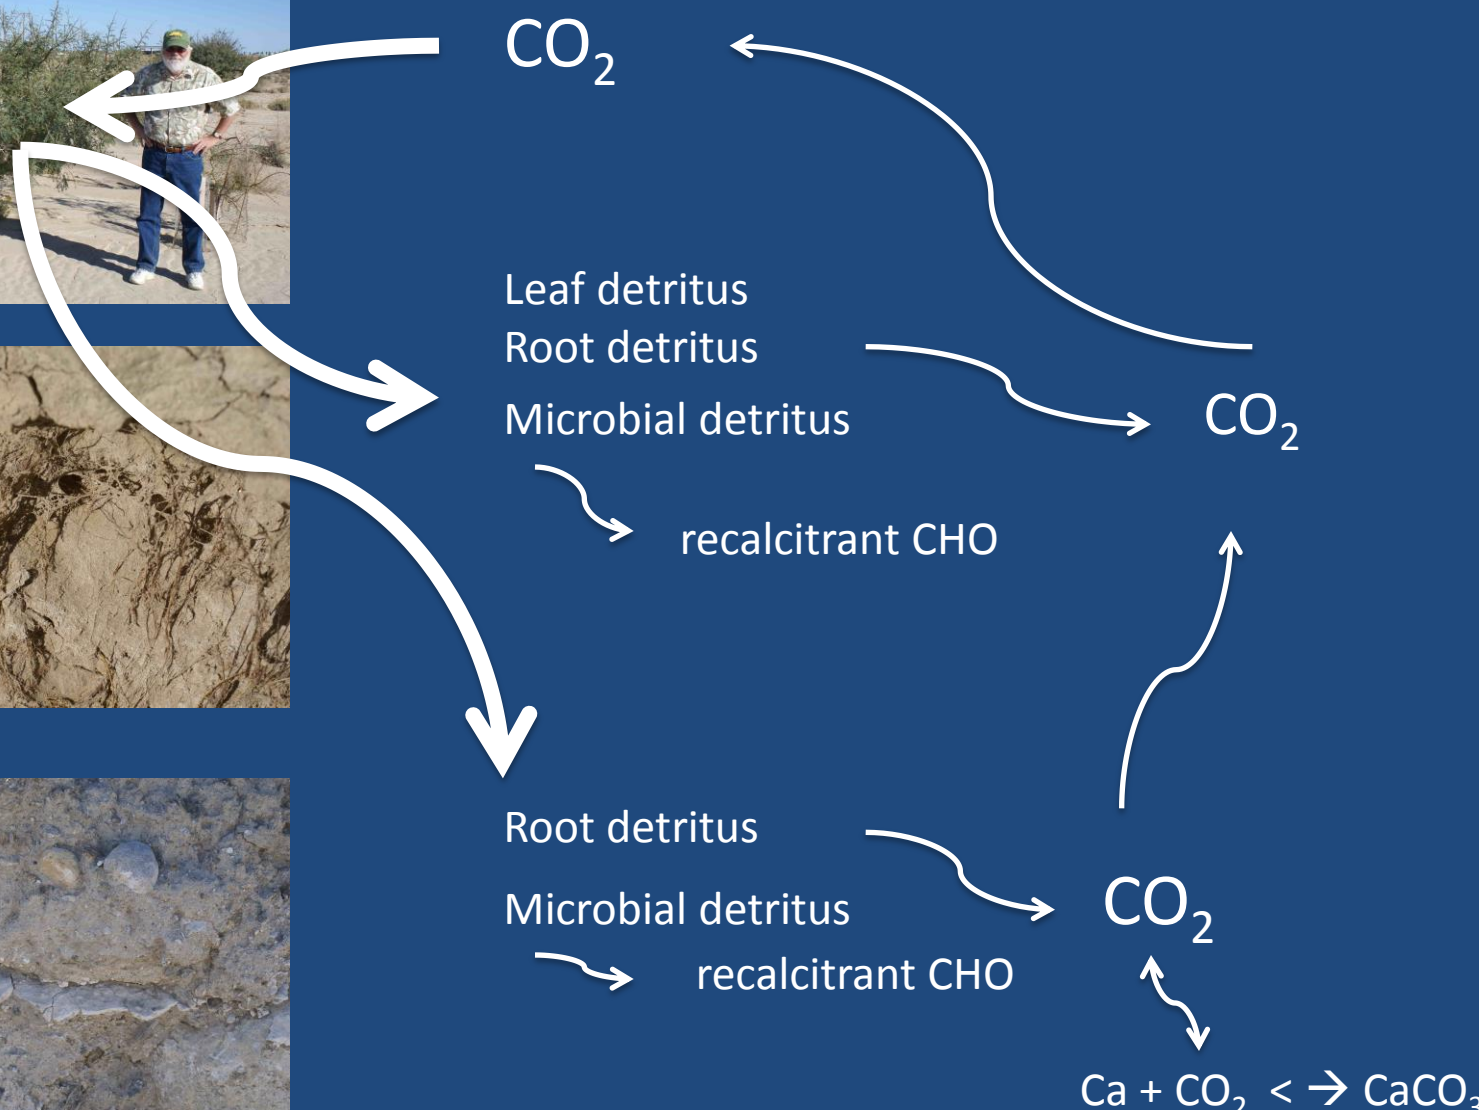 CO₂
Leaf detritus
Root detritus
Microbial detritus
CO₂
recalcitrant CHO
Root detritus
Microbial detritus
CO₂
recalcitrant CHO
Ca + CO₂ < → CaCO₃